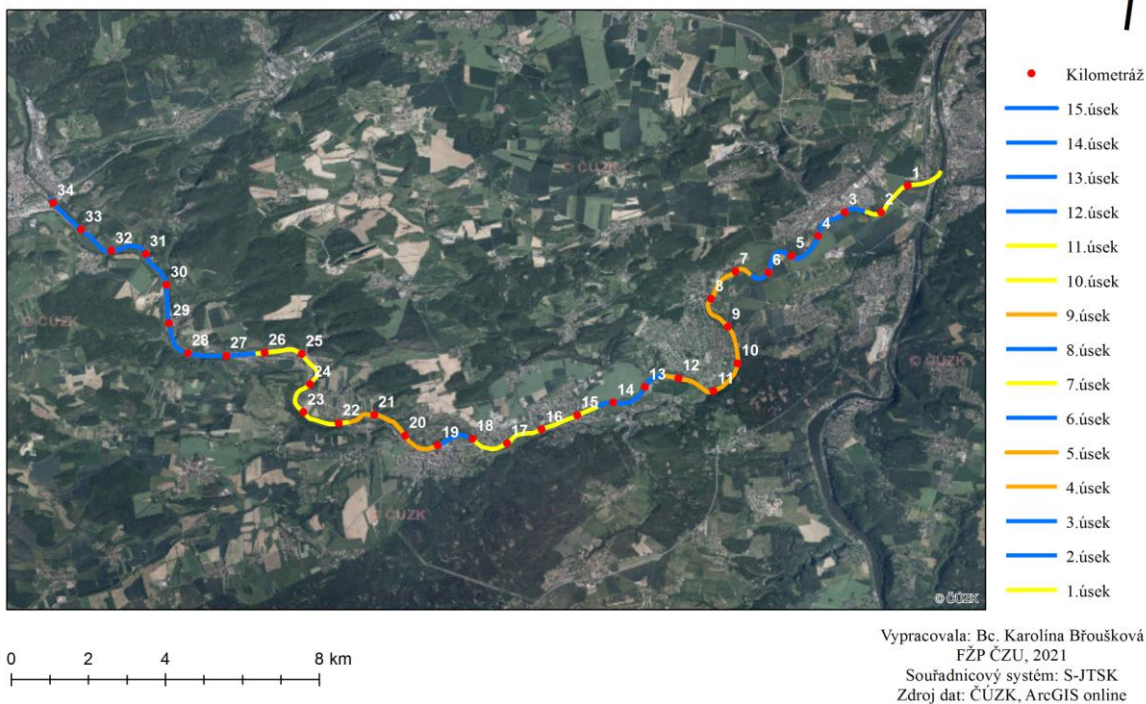 Kilometráž
15.úsek
14.úsek
13.úsek
12.úsek
11.úsek
10.úsek
9.úsek
8.úsek
7.úsek
6.úsek
5.úsek
4.úsek
3.úsek
2.úsek
1.úsek
© ČÚZK
1
2
3
4
5
6
7
8
9
10
11
12
13
14
15
16
17
18
19
20
21
22
23
24
25
26
27
28
29
30
31
32
33
34
© ČÚZK
© ČÚZK
© ČÚZK
© ČÚZK
0 2 4 8 km
Vypracovala: Bc. Karolína Břoušková
FŽP ČZU, 2021
Souřadnicový systém: S-JTSK
Zdroj dat: ČÚZK, ArcGIS online